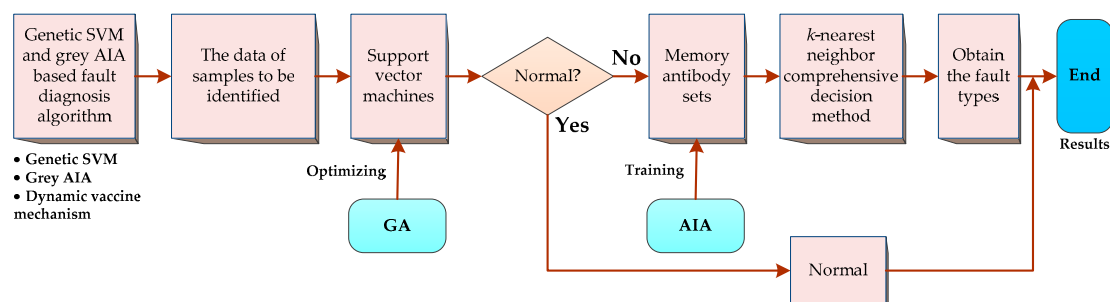 Genetic SVM
and grey AIA
based fault
diagnosis
algorithm
• Genetic SVM
• Grey AIA
• Dynamic vaccine
mechanism
The data of
samples to be
identified
Support
vector
machines
Optimizing
GA
Normal?
No
Yes
Memory
antibody
sets
Training
AIA
k-nearest
neighbor
comprehensive
decision
method
Obtain
the fault
types
End
Results
Normal